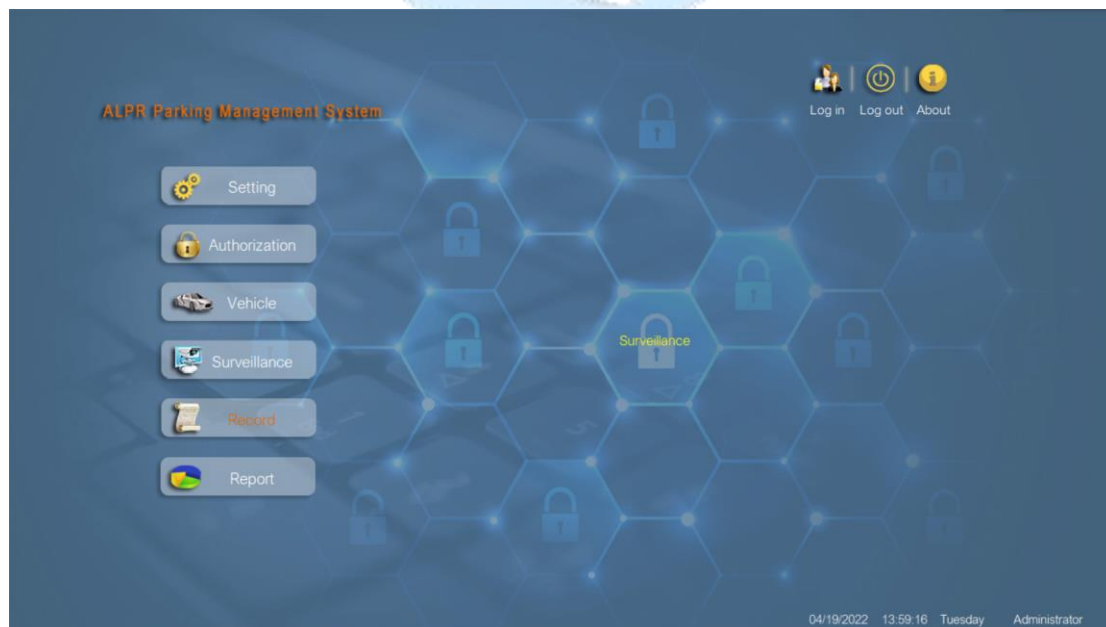 ALPR Parking Management System
Log in Log out About
Setting
Authorization
Vehicle
Surveillance
Surveillance
Record
Report
04/19/2022 13:59:16 Tuesday Administrator